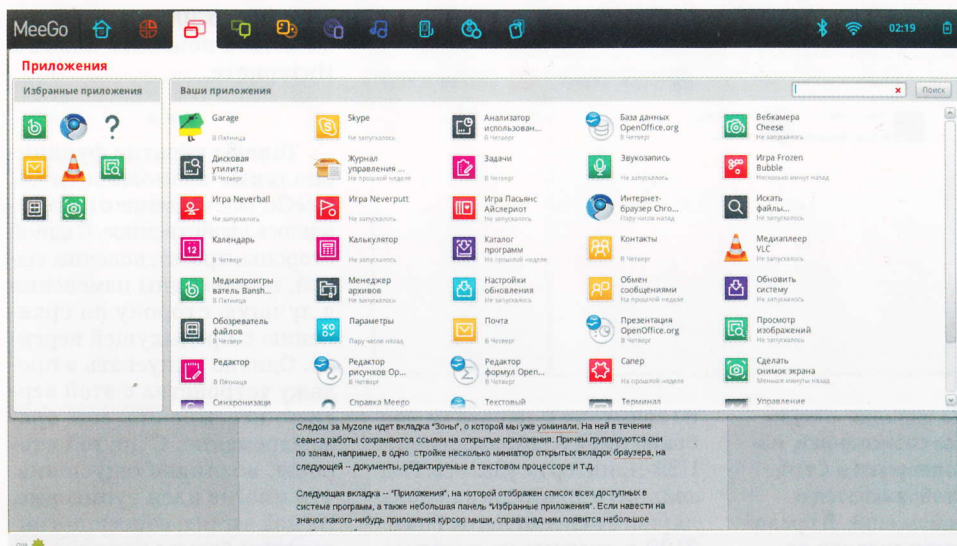 MeeGo
02:19
Приложения
Избранные приложения
Ваши приложения
Поиск
Garage
В Пятница
Skype
Не запускалось
Анализатор использован...
В Четверг
База данных OpenOffice.org
В Четверг
Вебкамера Cheese
Не запускалось
Дисковая утилита
В Четверг
Журнал управления ...
На прошлой неделе
Задачи
В Четверг
Звукозапись
Не запускалось
Игра Frozen Bubble
Несколько минут назад
Игра Neverball
Не запускалось
Игра Neverputt
Не запускалось
Игра Пасьянс Айслериот
Не запускалось
Интернет-браузер Chro...
Пару часов назад
Искать файлы...
Не запускалось
12
Календарь
В Четверг
Калькулятор
Не запускалось
Каталог программ
На прошлой неделе
Контакты
В Четверг
Медиаплеер VLC
Не запускалось
Медиапроигры ватель Bansh...
В Пятница
Менеджер архивов
Не запускалось
Настройки обновления
Не запускалось
Обмен сообщениями
На прошлой неделе
Обновить систему
Не запускалось
Обозреватель файлов
В Четверг
Параметры
Пару часов назад
Почта
В Четверг
Презентация OpenOffice.org
В Четверг
Просмотр изображений
На прошлой неделе
Редактор
В Пятница
Редактор рисунков Op...
В Четверг
Редактор формул Open...
В Четверг
Сапер
На прошлой неделе
Сделать снимок экрана
Меньше минуты назад
Синхронизаци
Справка Meego
Текстовый
Терминал
Управление
Следом за Myzone идет вкладка "Зоны", о которой мы уже уоминали. На ней в течение
сеанса работы сохраняются ссылки на открытые приложения. Причем группируются они
по зонам, например, в одно стройке несколько миниатюр открытых вкладок браузера, на
следующей -- документы, редактируемые в текстовом процессоре и т.д.
Следующая вкладка -- "Приложения", на которой отображен список всех доступных в
системе программ, а также небольшая панель "Избранные приложения". Если навести на
значок какого-нибудь приложения курсор мыши, справа над ним появится небольшое